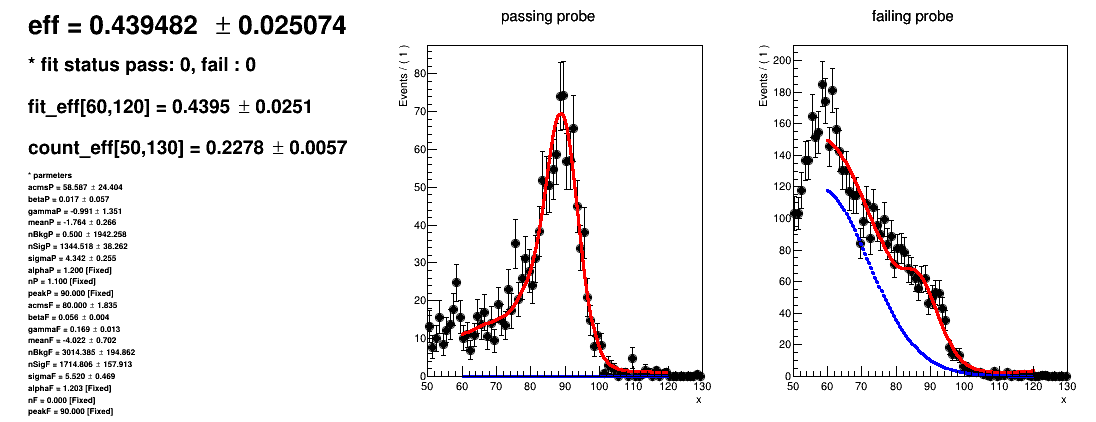 eff = 0.439482 ± 0.025074
* fit status pass: 0, fail : 0
fit_eff[60,120] = 0.4395 ± 0.0251
count_eff[50,130] = 0.2278 ± 0.0057
* parmeters
acmsP = 58.587 ± 24.404
betaP = 0.017 ± 0.057
gammaP = -0.991 ± 1.351
meanP = -1.764 ± 0.266
nBkgP = 0.500 ± 1942.258
nSigP = 1344.518 ± 38.262
sigmaP = 4.342 ± 0.255
alphaP = 1.200 [Fixed]
nP = 1.100 [Fixed]
peakP = 90.000 [Fixed]
acmsF = 80.000 ± 1.835
betaF = 0.056 ± 0.004
gammaF = 0.169 ± 0.013
meanF = -4.022 ± 0.702
nBkgF = 3014.385 ± 194.862
nSigF = 1714.806 ± 157.913
sigmaF = 5.520 ± 0.469
alphaF = 1.203 [Fixed]
nF = 0.000 [Fixed]
peakF = 90.000 [Fixed]
passing probe
Events / ( 1 )
80
70
60
50
40
30
20
10
0
50 60 70 80 90 100 110 120 130
x
failing probe
Events / ( 1 )
200
180
160
140
120
100
80
60
40
20
0
50 60 70 80 90 100 110 120 130
x